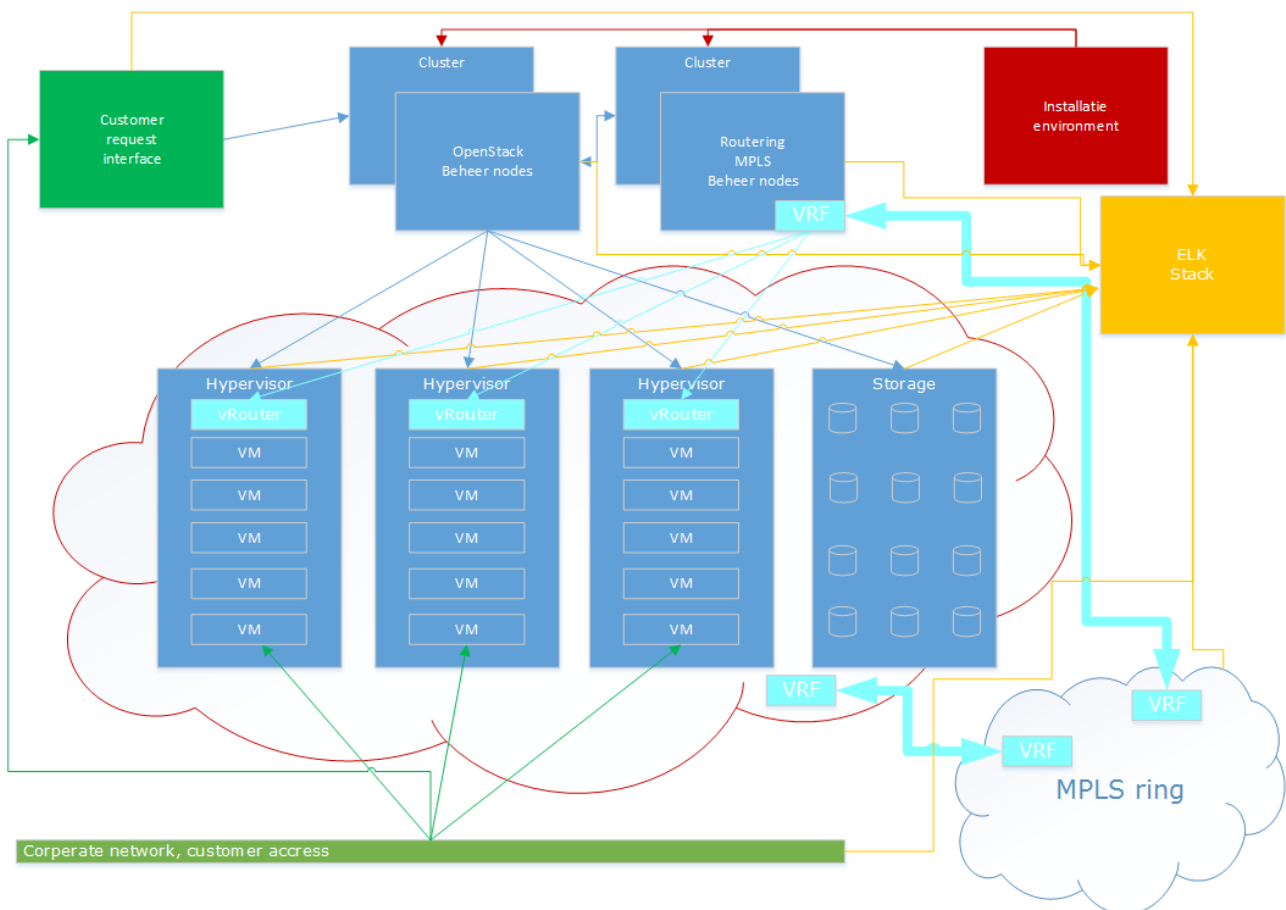 Cluster
Cluster
Customer
request
interface
OpenStack
Beheer nodes
Routering
MPLS
Beheer nodes
VRF
Installatie
environment
ELK
Stack
Hypervisor
vRouter
VM
VM
VM
VM
VM
Hypervisor
vRouter
VM
VM
VM
VM
VM
Hypervisor
vRouter
VM
VM
VM
VM
VM
Storage
VRF
VRF
VRF
MPLS ring
Corperate network, customer accress